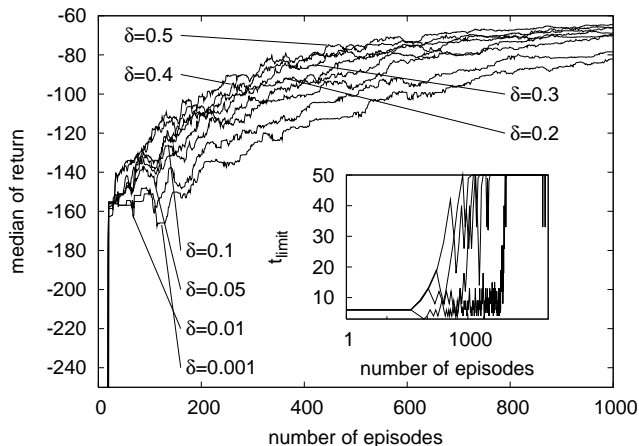 -60
-80
-100
-120
-140
-160
-180
-200
-220
-240
0 200 400 600 800 1000
median of return
number of episodes
δ=0.5
δ=0.4
δ=0.3
δ=0.2
δ=0.1
δ=0.05
δ=0.01
δ=0.001
50
40
30
20
10
1 1000
t_limit
number of episodes